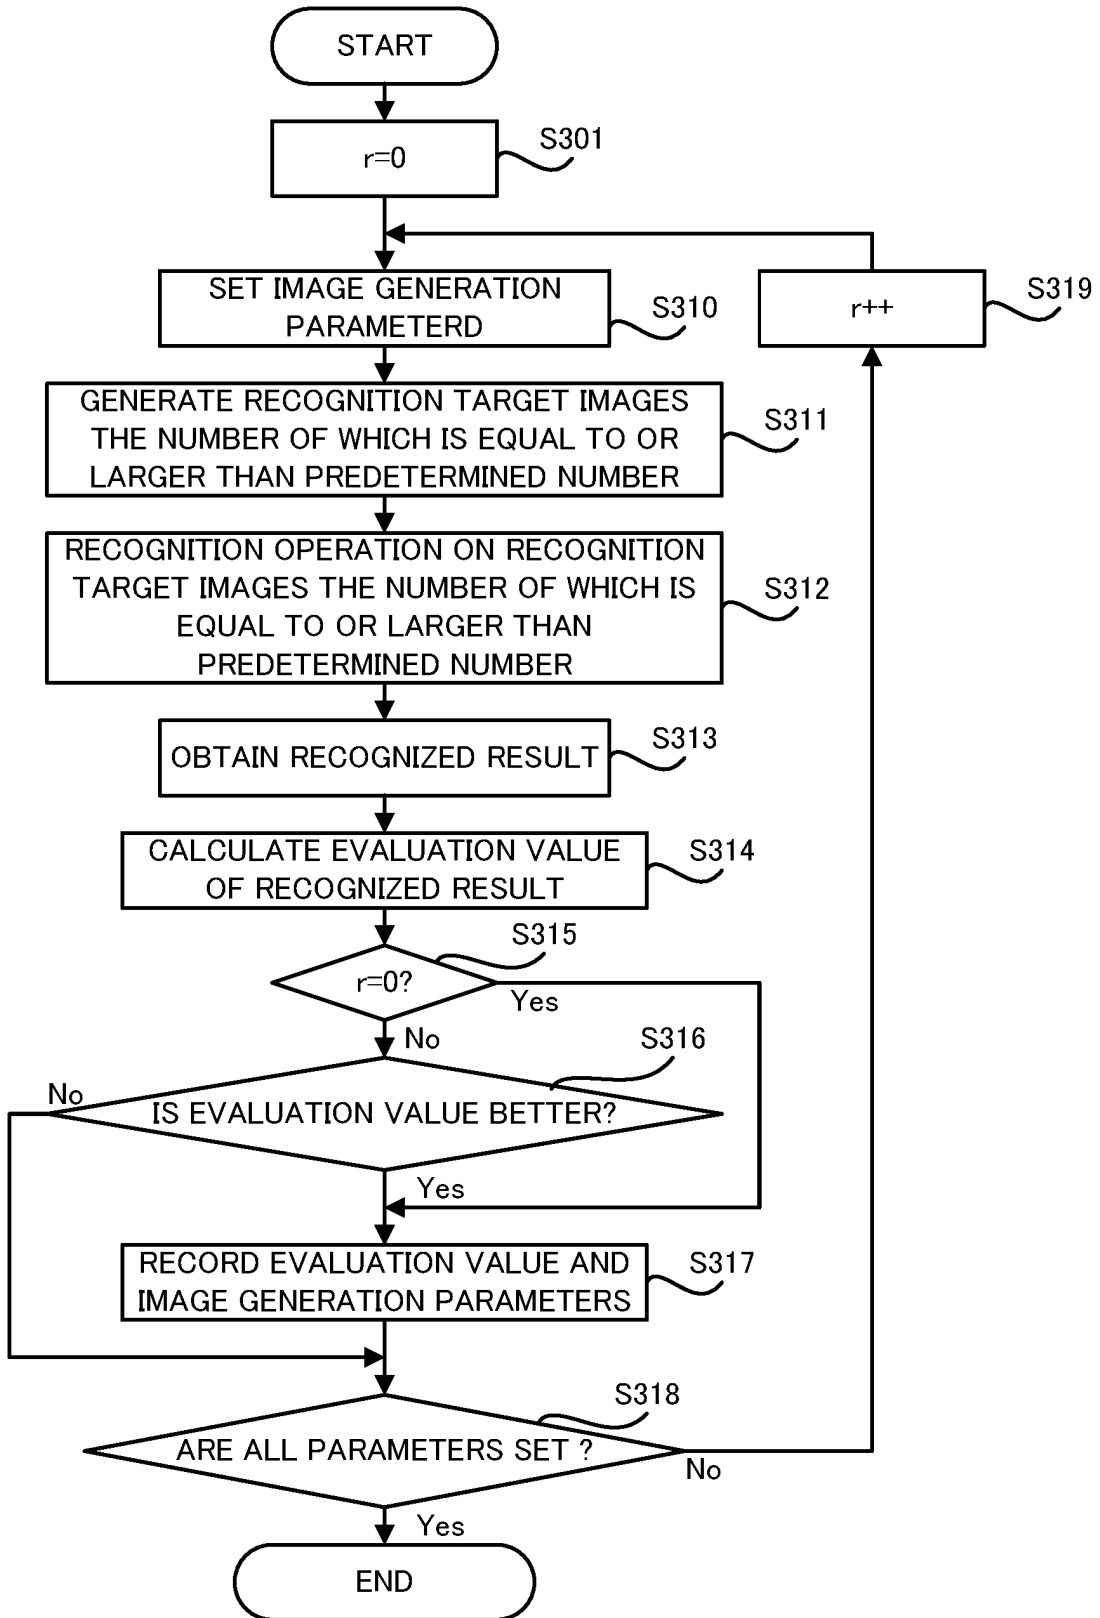 START
r=0
S301
SET IMAGE GENERATION
PARAMETERD
S310
r++
S319
GENERATE RECOGNITION TARGET IMAGES
THE NUMBER OF WHICH IS EQUAL TO OR
LARGER THAN PREDETERMINED NUMBER
S311
RECOGNITION OPERATION ON RECOGNITION
TARGET IMAGES THE NUMBER OF WHICH IS
EQUAL TO OR LARGER THAN
PREDETERMINED NUMBER
S312
OBTAIN RECOGNIZED RESULT
S313
CALCULATE EVALUATION VALUE
OF RECOGNIZED RESULT
S314
r=0?
S315
Yes
No
IS EVALUATION VALUE BETTER?
S316
No
Yes
RECORD EVALUATION VALUE AND
IMAGE GENERATION PARAMETERS
S317
ARE ALL PARAMETERS SET ?
S318
No
Yes
END